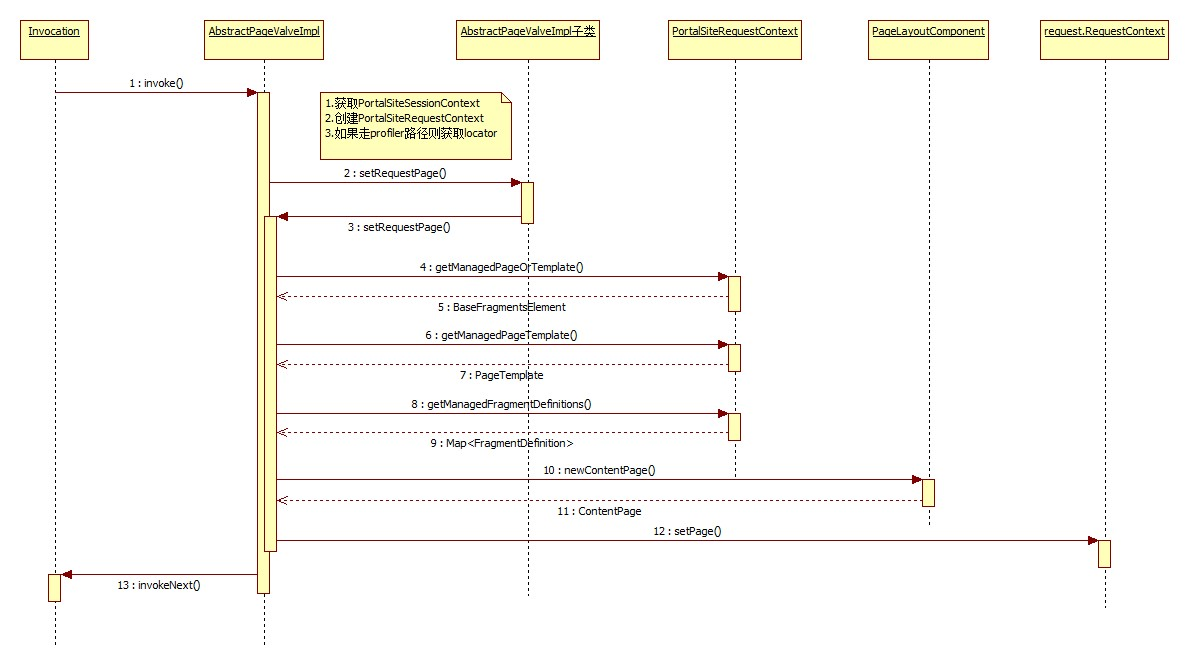 Invocation
AbstractPageValveImpl
AbstractPageValveImpl子类
PortalSiteRequestContext
PageLayoutComponent
request.RequestContext
1 : invoke()
1.获取PortalSiteSessionContext
2.创建PortalSiteRequestContext
3.如果走profiler路径则获取locator
2 : setRequestPage()
3 : setRequestPage()
4 : getManagedPageOrTemplate()
5 : BaseFragmentsElement
6 : getManagedPageTemplate()
7 : PageTemplate
8 : getManagedFragmentDefinitions()
9 : Map<FragmentDefinition>
10 : newContentPage()
11 : ContentPage
12 : setPage()
13 : invokeNext()